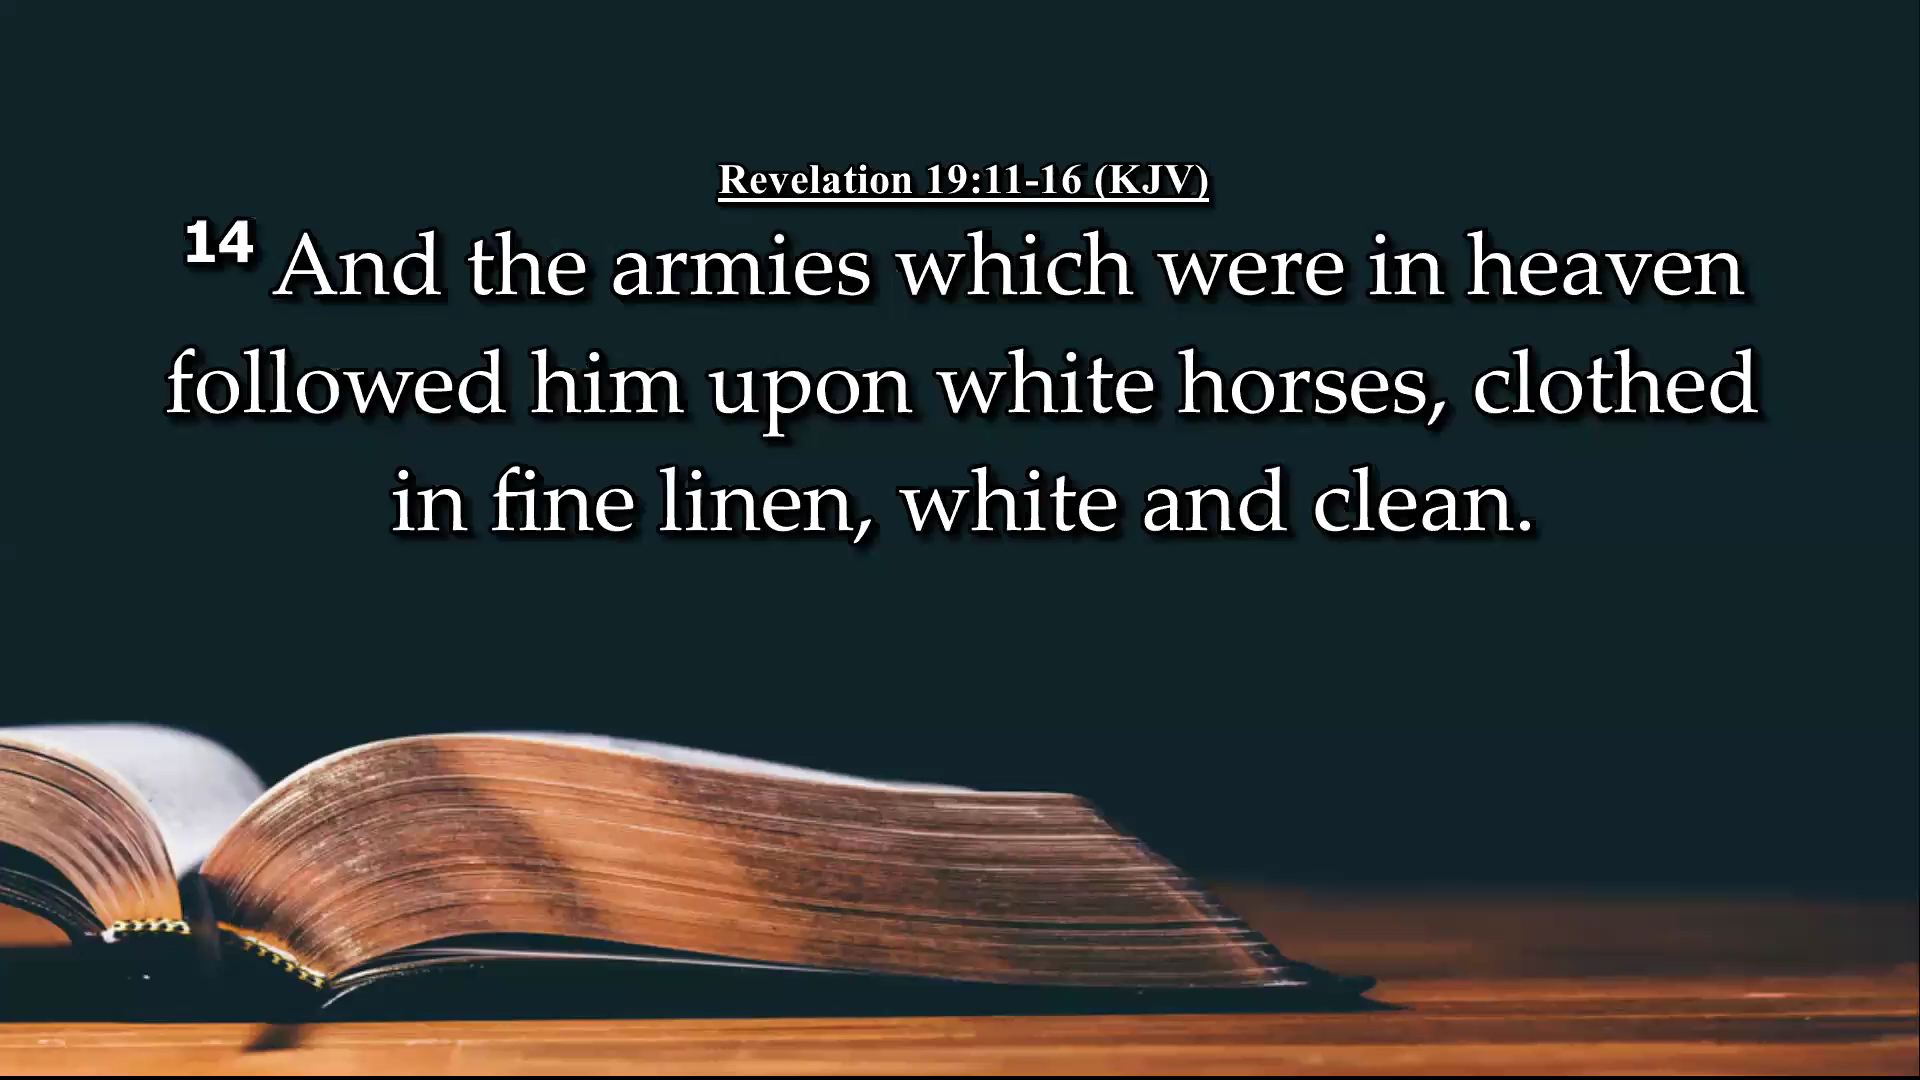 Revelation 19:11-16 (KJV)
14 And the armies which were in heaven
followed him upon white horses, clothed
in fine linen, white and clean.